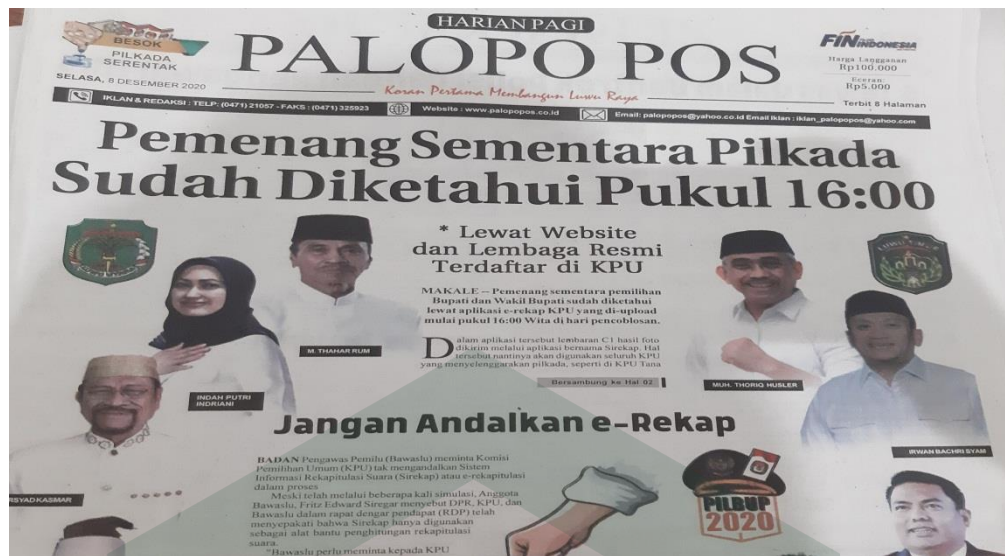 HARIAN PAGI
PALOPO POS
Koran Pertama Membangun Luwu Raya
BESOK
PILKADA
SERENTAK
SELASA, 8 DESEMBER 2020
FIN INDONESIA
Harga Langganan
Rp100.000
Eceran:
Rp5.000
Terbit 8 Halaman
IKLAN & REDAKSI : TELP: (0471) 21057 - FAKS : (0471) 325923
Website : www.palopopos.co.id
Email: palopopos@yahoo.co.id Email Iklan : iklan_palopopos@yahoo.com
Pemenang Sementara Pilkada
Sudah Diketahui Pukul 16:00
* Lewat Website
dan Lembaga Resmi
Terdaftar di KPU
MAKALE -- Pemenang sementara pemilihan
Bupati dan Wakil Bupati sudah diketahui
lewat aplikasi e-rekap KPU yang di-upload
mulai pukul 16:00 Wita di hari pencoblosan.
Dalam aplikasi tersebut lembaran C1 hasil foto
dikirim melalui aplikasi bernama Sirekap. Hal
tersebut nantinya akan digunakan seluruh KPU
yang menyelenggarakan pilkada, seperti di KPU Tana
Bersambung ke Hal 02
M. THAHAR RUM
INDAH PUTRI
INDRIANI
MUH. THORIQ HUSLER
IRWAN BACHRI SYAM
KASMAR
Jangan Andalkan e-Rekap
BADAN Pengawas Pemilu (Bawaslu) meminta Komisi
Pemilihan Umum (KPU) tak mengandalkan Sistem
Informasi Rekapitulasi Suara (Sirekap) atau e-rekapitulasi
dalam proses
Meski telah melalui beberapa kali simulasi, Anggota
Bawaslu, Fritz Edward Siregar menyebut DPR, KPU, dan
Bawaslu dalam rapat dengar pendapat (RDP) telah
menyepakati bahwa Sirekap hanya digunakan
sebagai alat bantu penghitungan rekapitulasi
suara.
"Bawaslu perlu meminta kepada KPU
PILBUP
2020